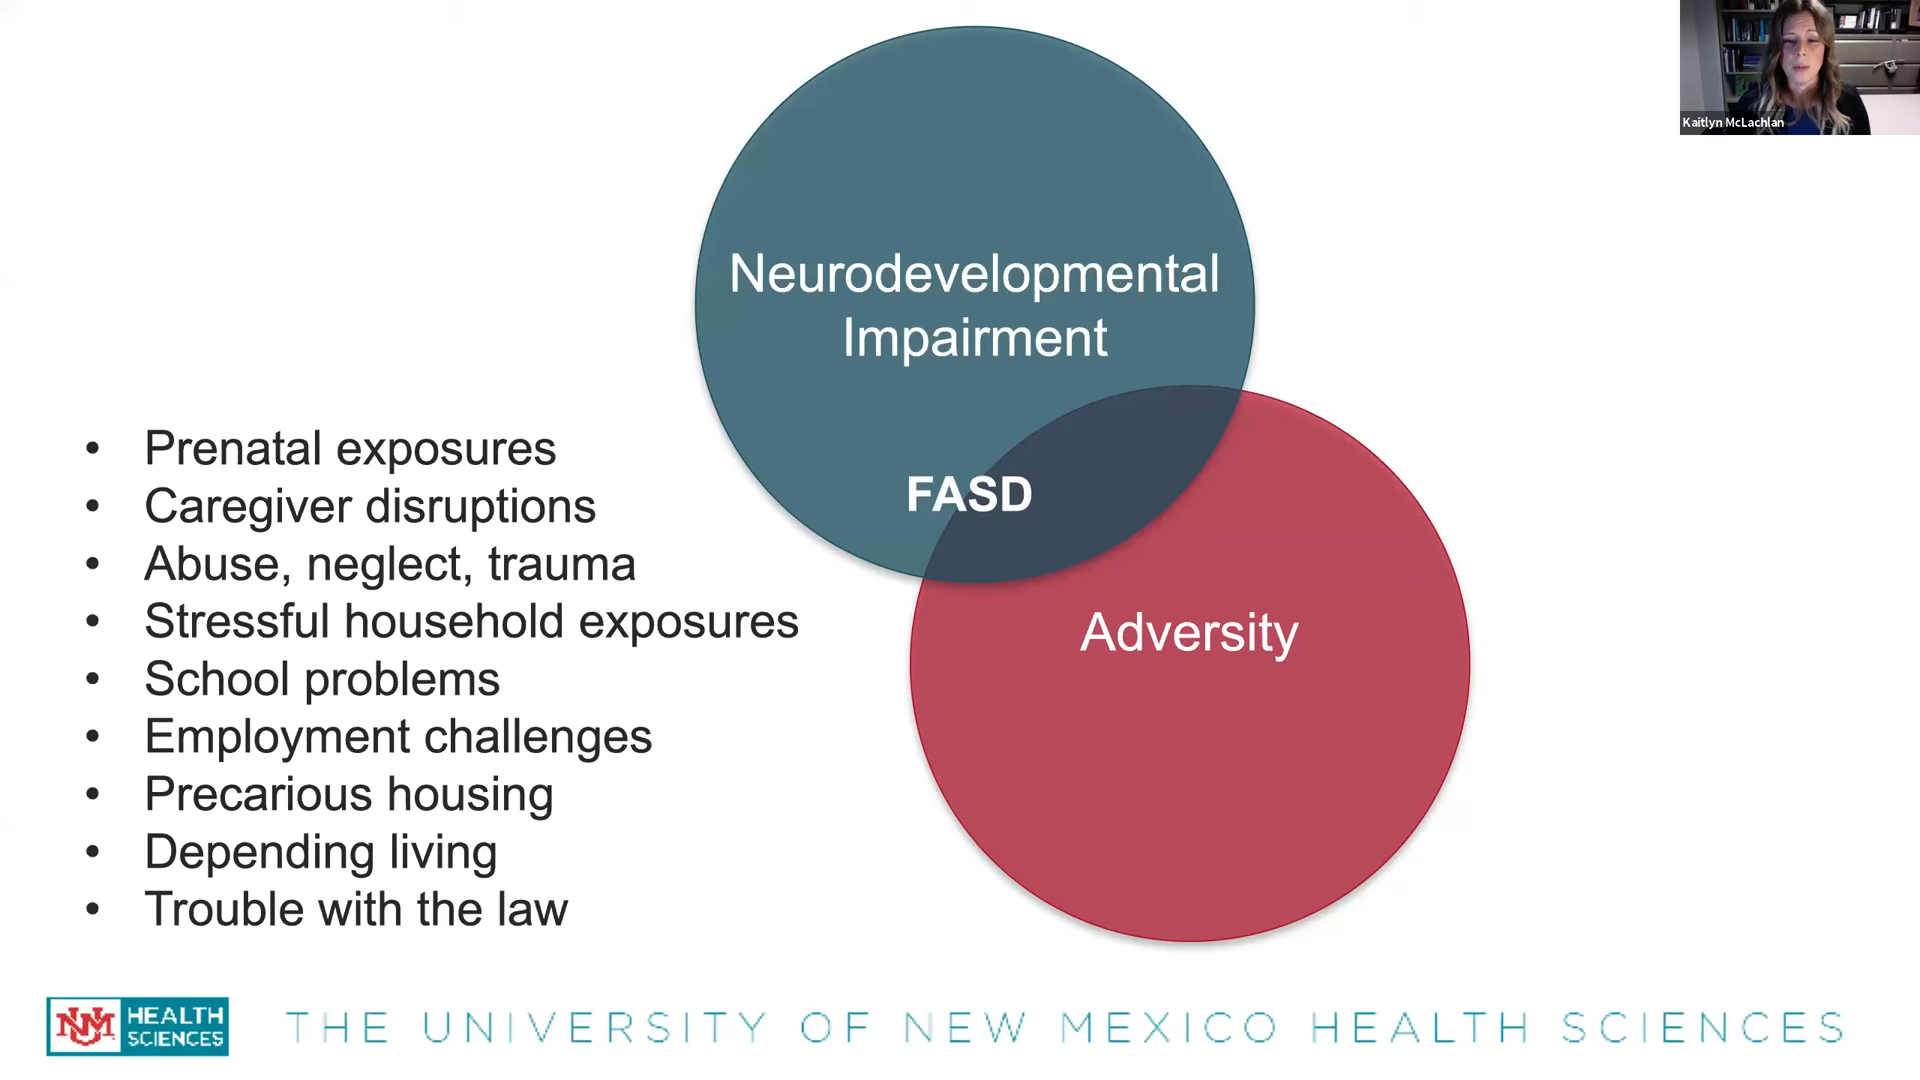 Kaitlyn McLachlan
Neurodevelopmental
Impairment
FASD
Adversity
• Prenatal exposures
• Caregiver disruptions
• Abuse, neglect, trauma
• Stressful household exposures
• School problems
• Employment challenges
• Precarious housing
• Depending living
• Trouble with the law
UNM HEALTH
SCIENCES
THE UNIVERSITY OF NEW MEXICO HEALTH SCIENCES